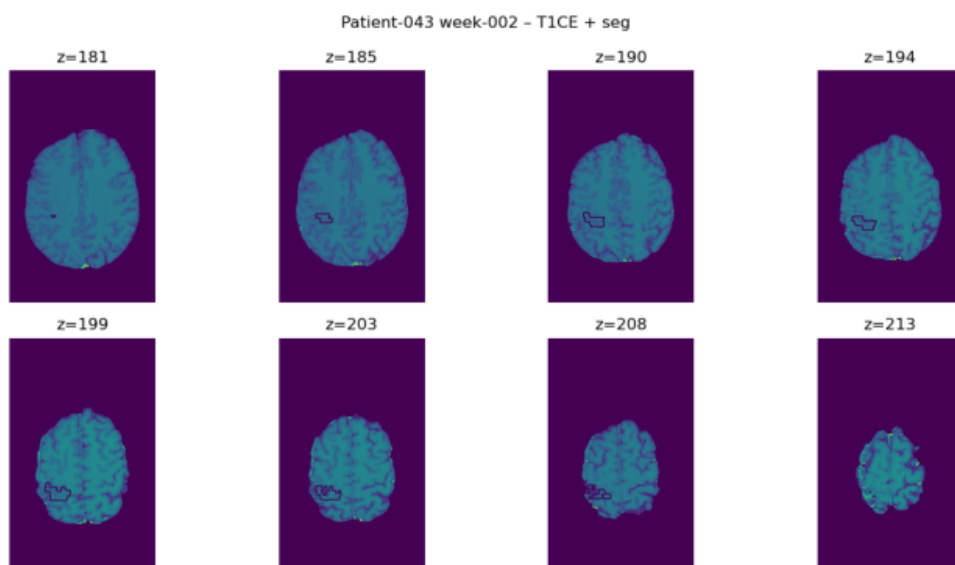 Patient-043 week-002 – T1CE + seg
z=181
z=185
z=190
z=194
z=199
z=203
z=208
z=213